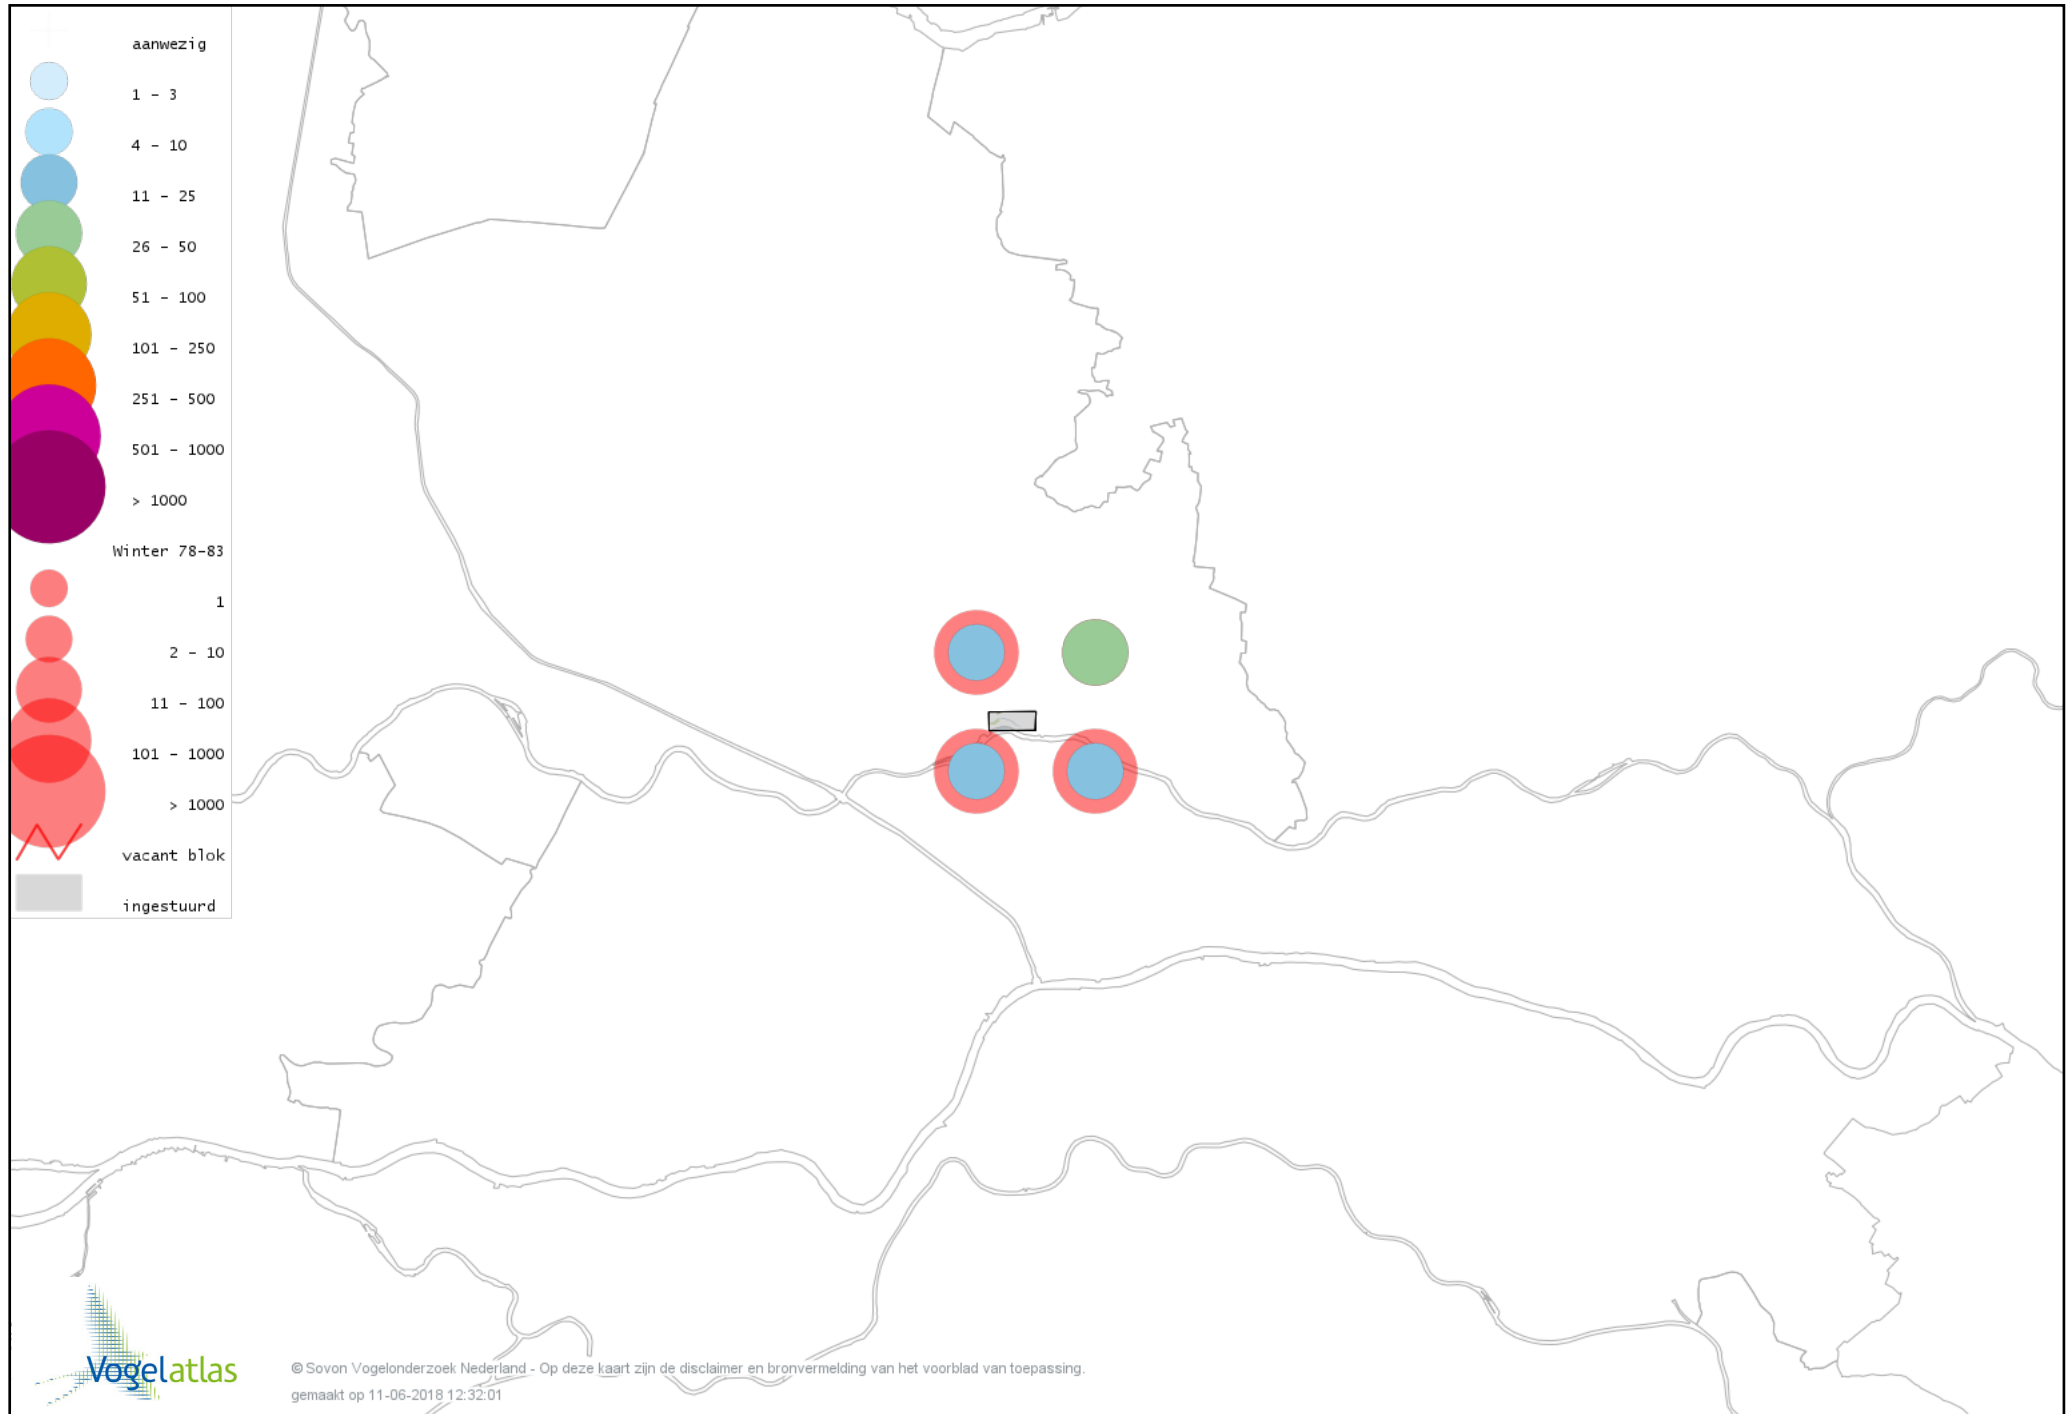 aanwezig
1 - 3
4 - 10
11 - 25
26 - 50
51 - 100
101 - 250
251 - 500
501 - 1000
> 1000
Winter 78-83
1
2 - 10
11 - 100
101 - 1000
> 1000
vacant blok
ingestuurd
Vogelatlas
© Sovon Vogelonderzoek Nederland - Op deze kaart zijn de disclaimer en bronvermelding van het voorblad van toepassing.
gemaakt op 11-06-2018 12:32:01